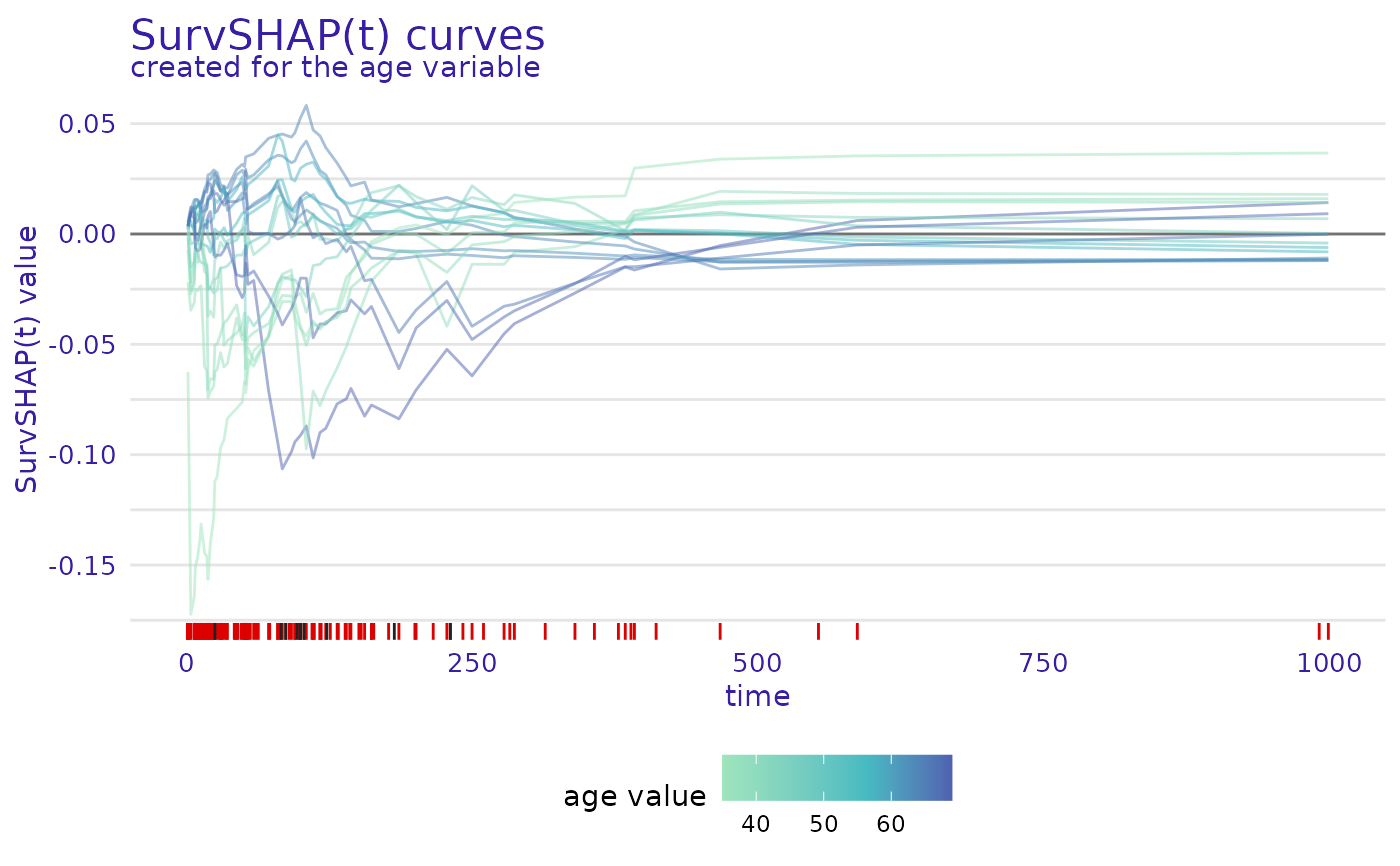 SurvSHAP(t) curves
created for the age variable
SurvSHAP(t) value
0.05
0.00
-0.05
-0.10
-0.15
0 250 500 750 1000
time
age value
40 50 60